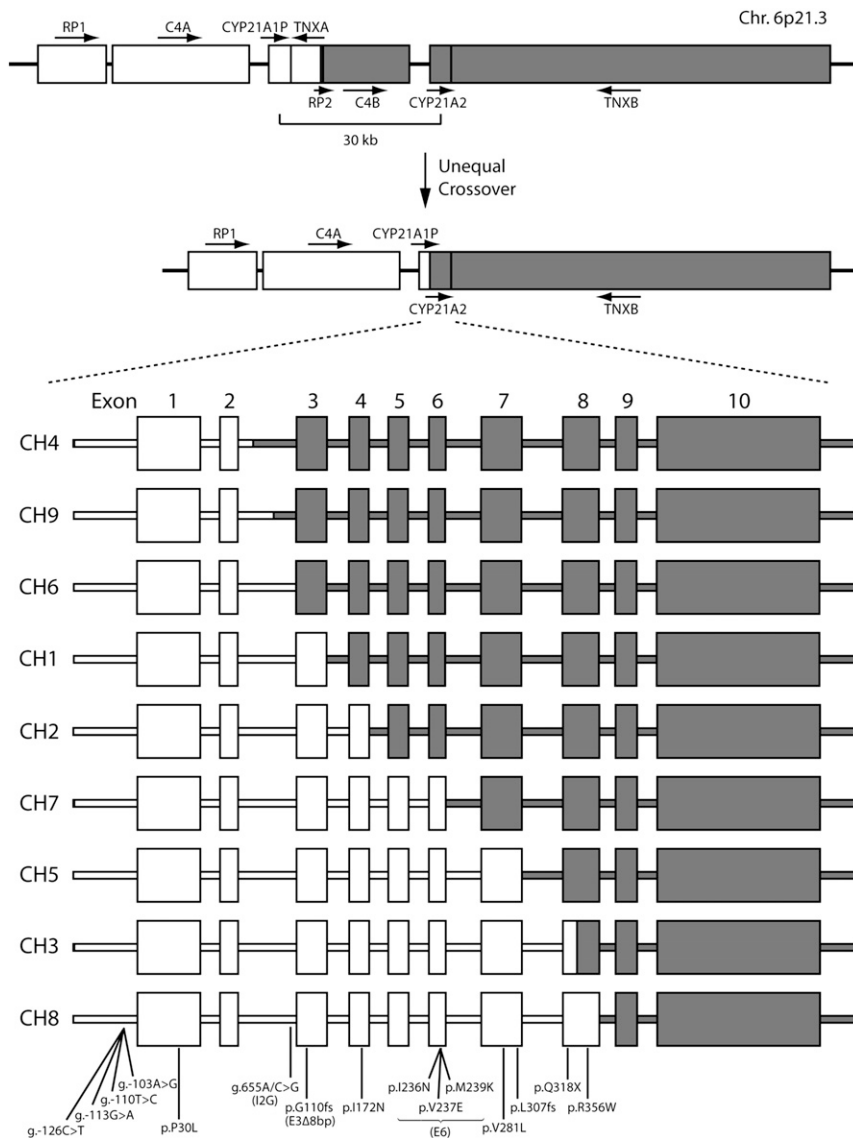 Chr. 6p21.3
RP1 C4A CYP21A1P TNXA
RP2 C4B CYP21A2 TNXB
30 kb
Unequal
Crossover
RP1 C4A CYP21A1P
CYP21A2 TNXB
Exon 1 2 3 4 5 6 7 8 9 10
CH4
CH9
CH6
CH1
CH2
CH7
CH5
CH3
CH8
g.-103A>G
g.-110T>C
g.-113G>A
g.-126C>T
p.P30L
g.655A/C>G
(I2G)
p.G110fs
(E3Δ8bp)
p.I172N
p.I236N
p.V237E
p.M239K
(E6)
p.V281L
p.L307fs
p.Q318X
p.R356W